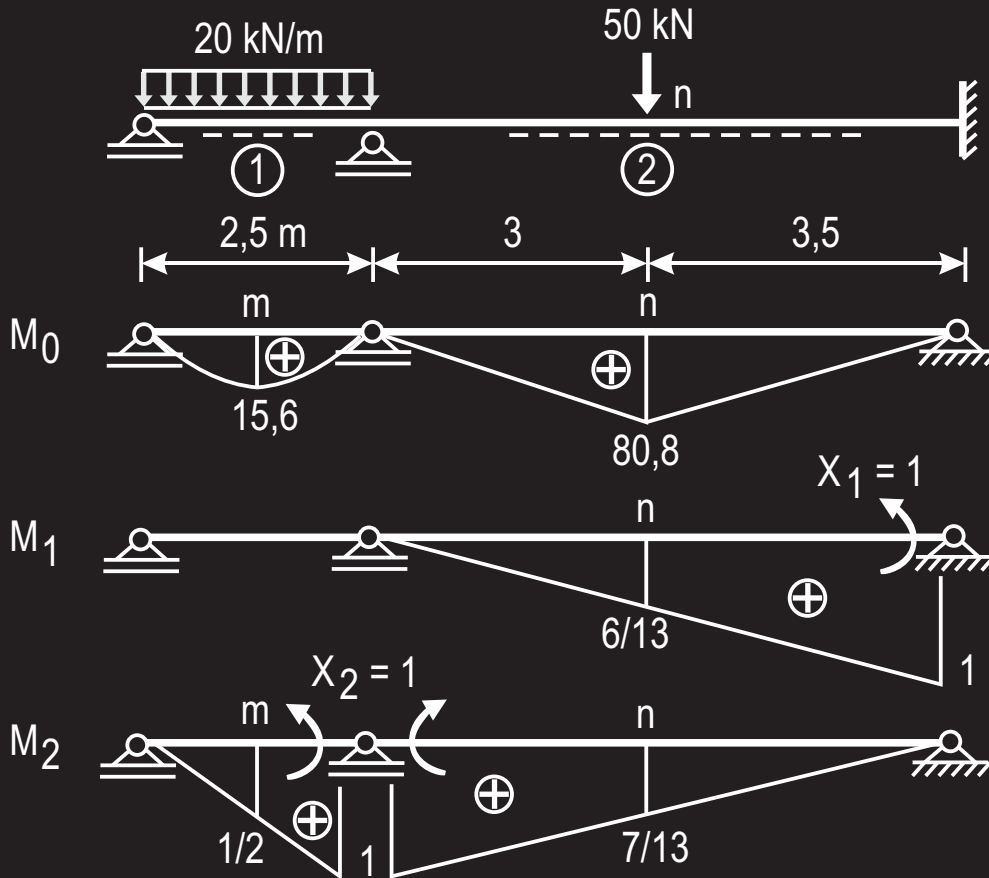 20 kN/m
50 kN
n
1
2
2,5 m
3
3,5
M0
m
n
15,6
80,8
M1
n
X1 = 1
6/13
1
M2
m
X2 = 1
n
1/2
1
7/13